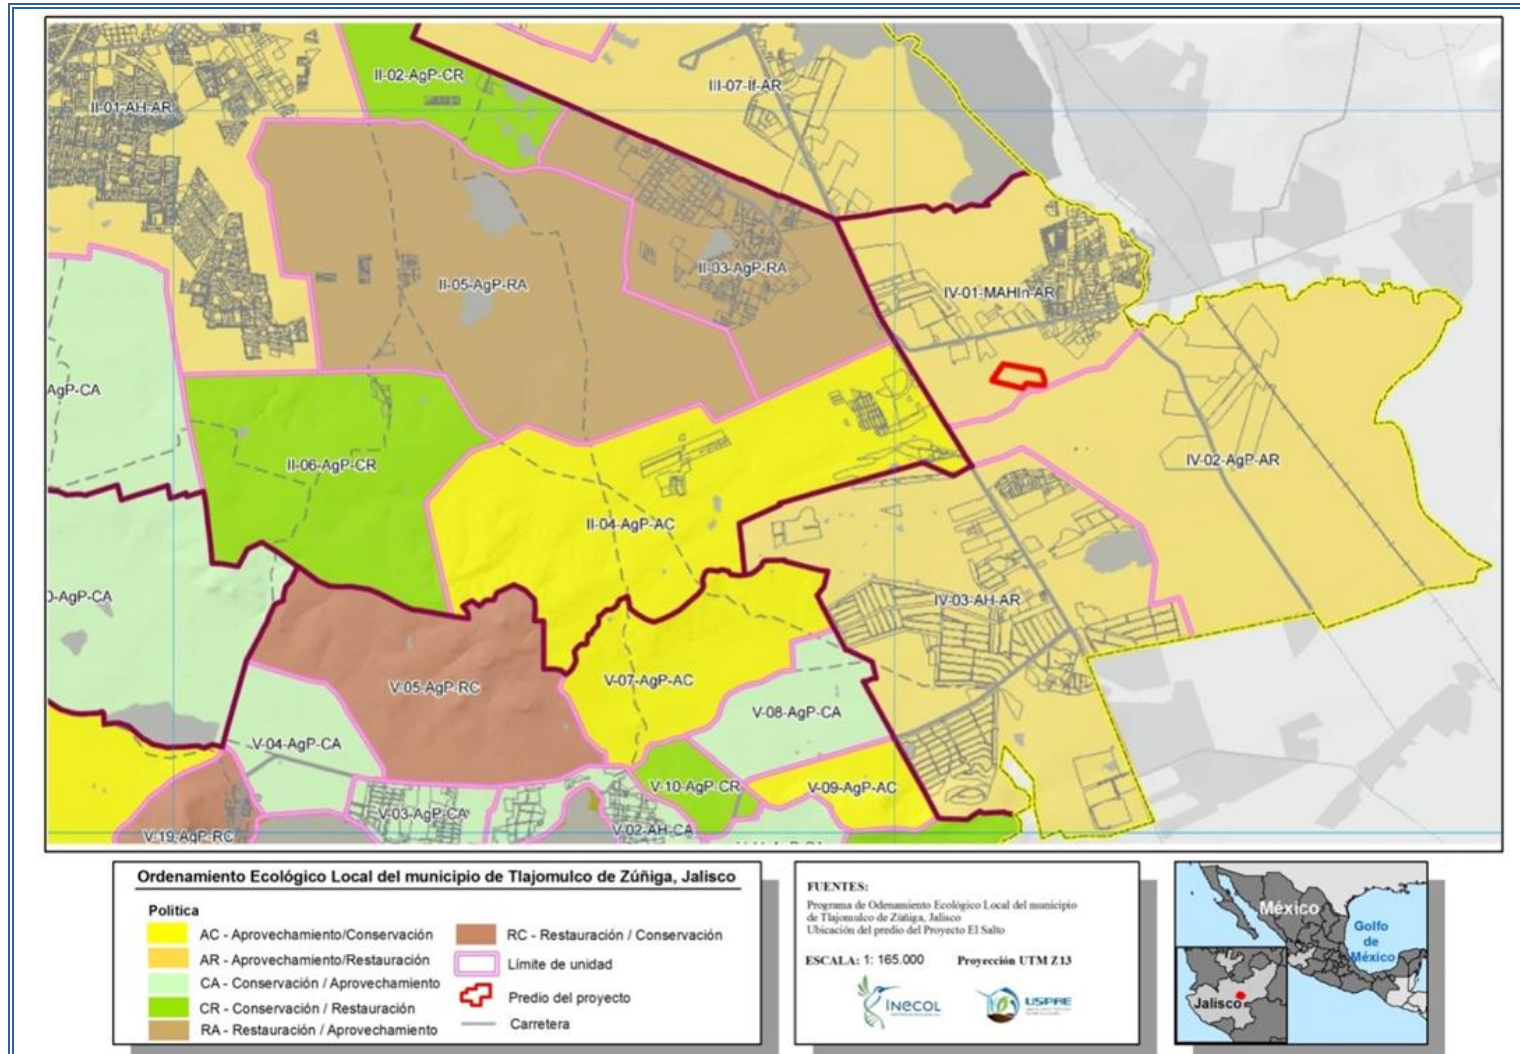 II-02-AgP-CR
III-07-If-AR
II-01-AH-AR
II-03-AgP-RA
II-05-AgP-RA
IV-01-MAHIn-AR
AgP-CA
II-06-AgP-CR
IV-02-AgP-AR
II-04-AgP-AC
0-AgP-CA
IV-03-AH-AR
V-05-AgP-RC
V-07-AgP-AC
V-08-AgP-CA
V-04-AgP-CA
V-10-AgP-CR
V-09-AgP-AC
V-03-AgP-CA
V-02-AH-CA
V-19-AgP-RC
Ordenamiento Ecológico Local del municipio de Tlajomulco de Zúñiga, Jalisco
Política
AC - Aprovechamiento/Conservación
AR - Aprovechamiento/Restauración
CA - Conservación / Aprovechamiento
CR - Conservación / Restauración
RA - Restauración / Aprovechamiento
RC - Restauración / Conservación
Límite de unidad
Predio del proyecto
Carretera
FUENTES:
Programa de Ordenamiento Ecológico Local del municipio
de Tlajomulco de Zúñiga, Jalisco
Ubicación del predio del Proyecto El Salto
ESCALA: 1: 165.000 Proyección UTM Z13
INECOL
USPRE
México
Golfo
de
México
Jalisco